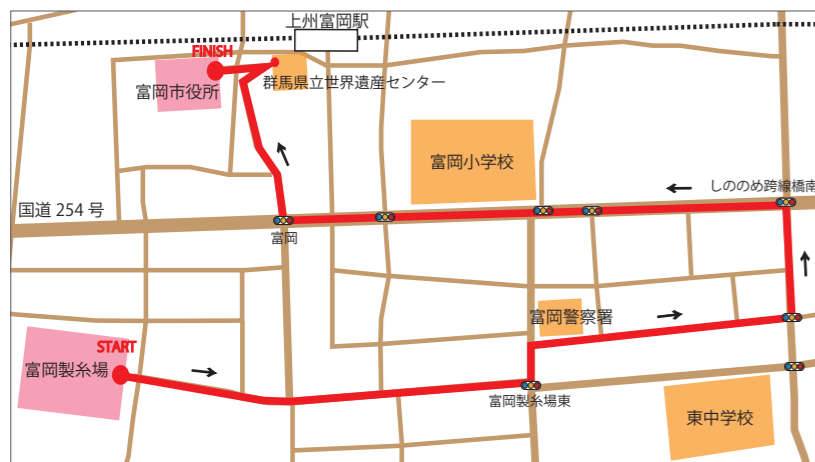 上州富岡駅
FINISH
群馬県立世界遺産センター
富岡市役所
富岡小学校
しののめ跨線橋南
国道 254 号
富岡
富岡警察署
START
富岡製糸場
富岡製糸場東
東中学校